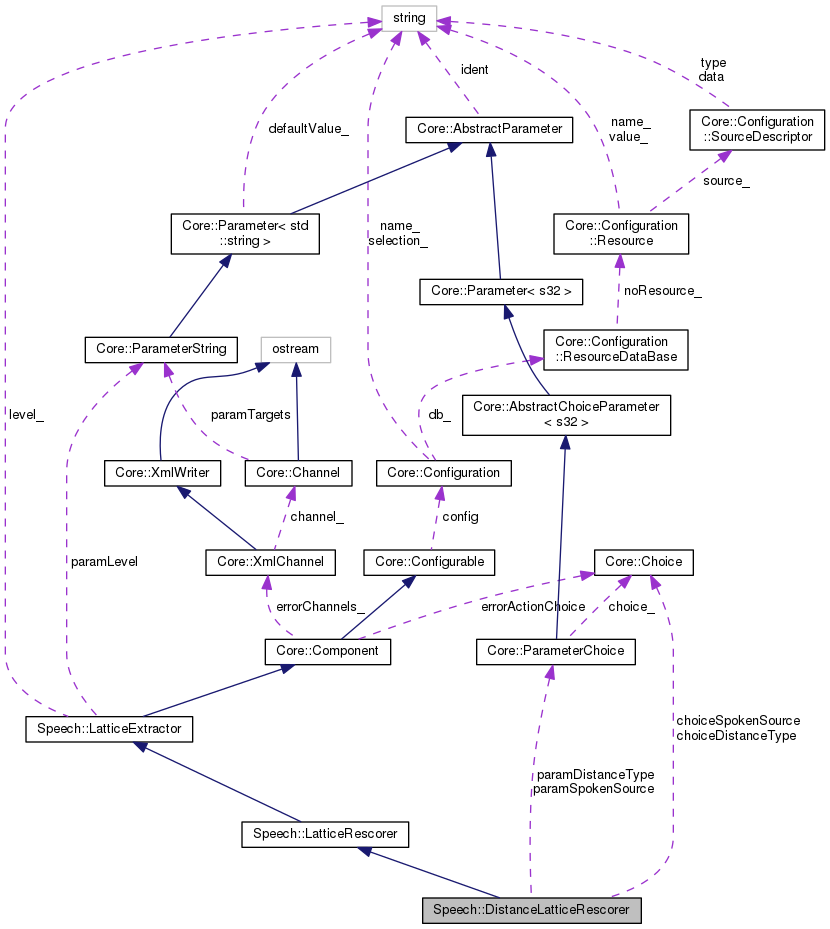 string
type
data
ident
defaultValue_
Core::AbstractParameter
name_
value_
Core::Configuration
::SourceDescriptor
source_
Core::Parameter< std
::string >
name_
selection_
Core::Configuration
::Resource
Core::Parameter< s32 >
noResource_
Core::ParameterString
ostream
Core::Configuration
::ResourceDataBase
level_
paramTargets
db_
Core::AbstractChoiceParameter
< s32 >
Core::XmlWriter
Core::Channel
Core::Configuration
channel_
config
paramLevel
Core::XmlChannel
Core::Configurable
Core::Choice
errorChannels_
errorActionChoice
choice_
Core::Component
Core::ParameterChoice
Speech::LatticeExtractor
choiceSpokenSource
choiceDistanceType
paramDistanceType
paramSpokenSource
Speech::LatticeRescorer
Speech::DistanceLatticeRescorer